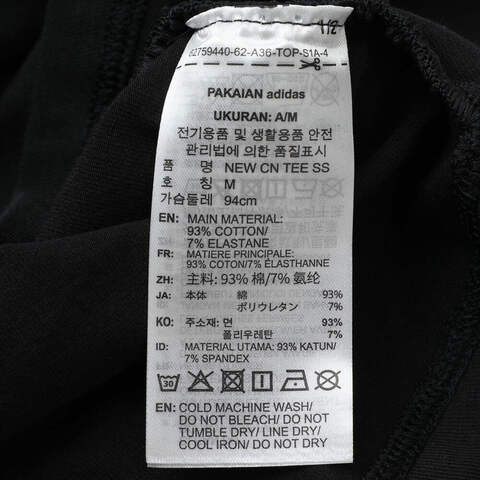 62759440-62-A36-TOP-S1A-4
PAKAIAN adidas
UKURAN: A/M
전기용품 및 생활용품 안전
관리법에 의한 품질표시
품 명 NEW CN TEE SS
호 칭 M
가슴둘레 94cm
EN: MAIN MATERIAL:
93% COTTON/
7% ELASTANE
FR: MATIERE PRINCIPALE:
93% COTON/7% ÉLASTHANNE
ZH: 主料: 93% 棉/7% 氨纶
JA: 本体 綿 93%
ポリウレタン 7%
KO: 주소재: 면 93%
폴리우레탄 7%
ID: MATERIAL UTAMA: 93% KATUN/
7% SPANDEX
30
EN: COLD MACHINE WASH/
DO NOT BLEACH/ DO NOT
TUMBLE DRY/ LINE DRY/
COOL IRON/ DO NOT DRY
CLEAN